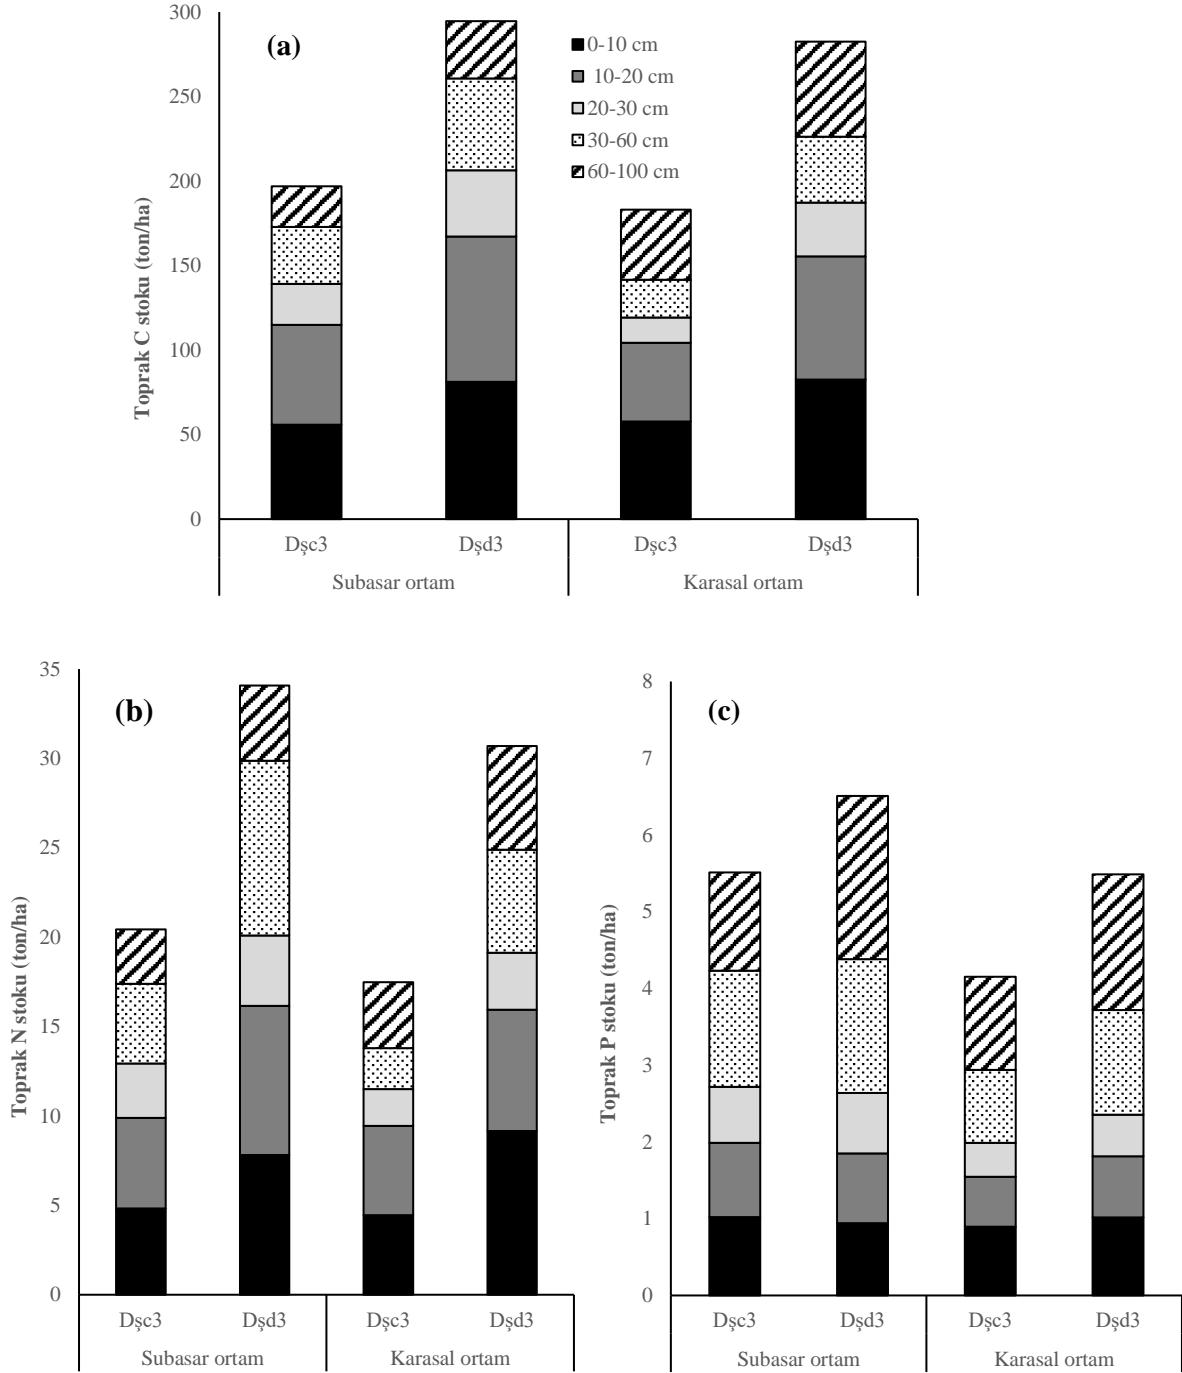 (a)
0-10 cm
10-20 cm
20-30 cm
30-60 cm
60-100 cm
Toprak C stoku (ton/ha)
300
250
200
150
100
50
0
Dşc3 Dşd3 Dşc3 Dşd3
Subasar ortam Karasal ortam
(b)
Toprak N stoku (ton/ha)
35
30
25
20
15
10
5
0
Dşc3 Dşd3 Dşc3 Dşd3
Subasar ortam Karasal ortam
(c)
Toprak P stoku (ton/ha)
8
7
6
5
4
3
2
1
0
Dşc3 Dşd3 Dşc3 Dşd3
Subasar ortam Karasal ortam